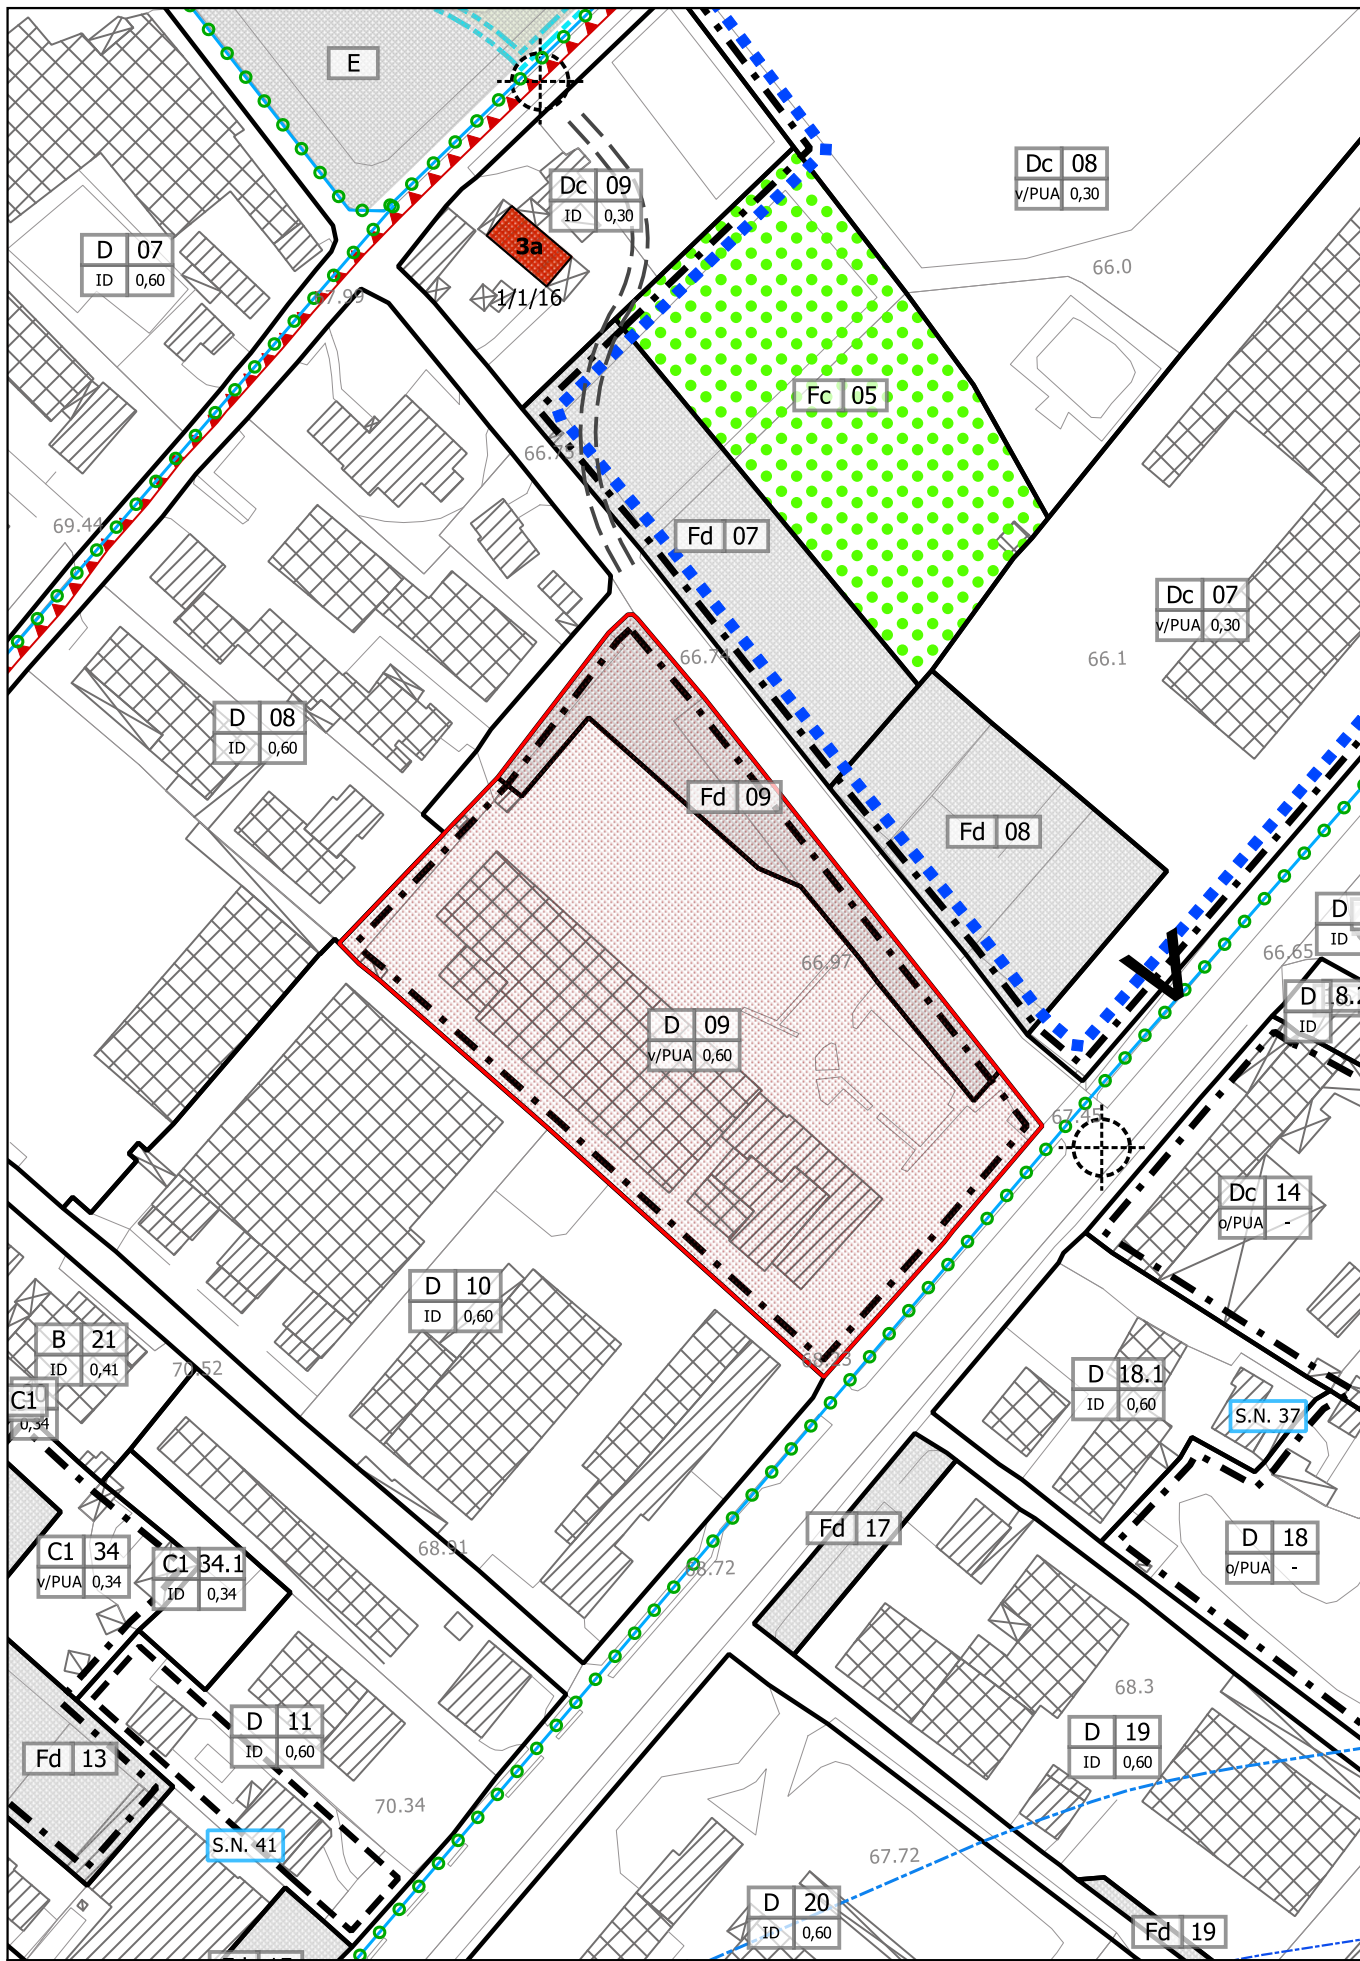 E
Dc 08
v/PUA 0,30
Dc 09
ID 0,30
3a
1/1/16
D 07
ID 0,60
66.0
67.99
Fc 05
66.75
69.44
Fd 07
Dc 07
v/PUA 0,30
66.74
66.1
D 08
ID 0,60
Fd 09
Fd 08
D
ID
66.65
66.97
D
ID
D 09
v/PUA 0,60
67.45
Dc 14
o/PUA -
D 10
ID 0,60
B 21
ID 0,41
70.52
D 18.1
ID 0,60
C1
0,34
S.N. 37
Fd 17
D 18
o/PUA -
68.91
68.72
C1 34
v/PUA 0,34
C1 34.1
ID 0,34
68.3
D 11
ID 0,60
D 19
ID 0,60
Fd 13
70.34
S.N. 41
67.72
D 20
ID 0,60
Fd 19